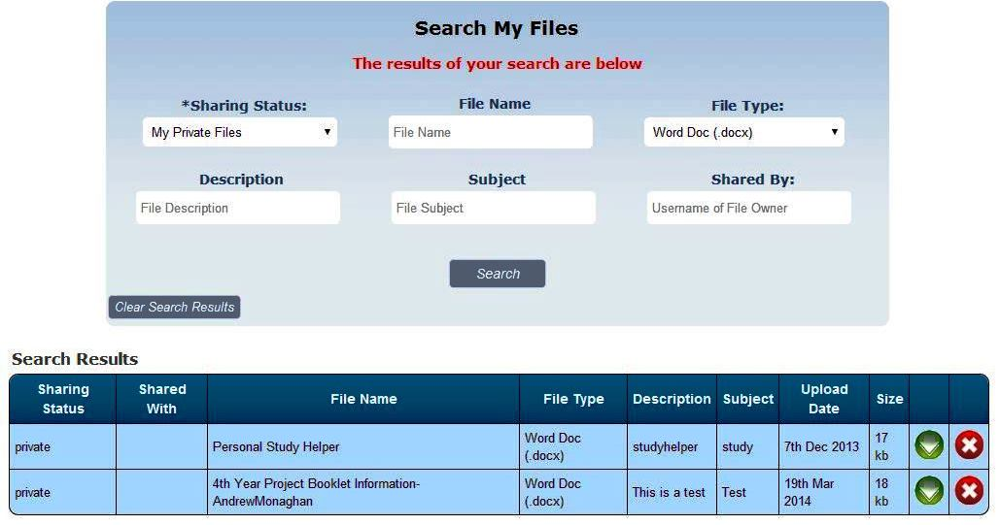 Search My Files
The results of your search are below
*Sharing Status: File Name File Type:
My Private Files File Name Word Doc (.docx)
Description Subject Shared By:
File Description File Subject Username of File Owner
Search
Clear Search Results
Search Results
Sharing Status Shared With File Name File Type Description Subject Upload Date Size
private Personal Study Helper Word Doc (.docx) studyhelper study 7th Dec 2013 17 kb
private 4th Year Project Booklet Information-AndrewMonaghan Word Doc (.docx) This is a test Test 19th Mar 2014 18 kb